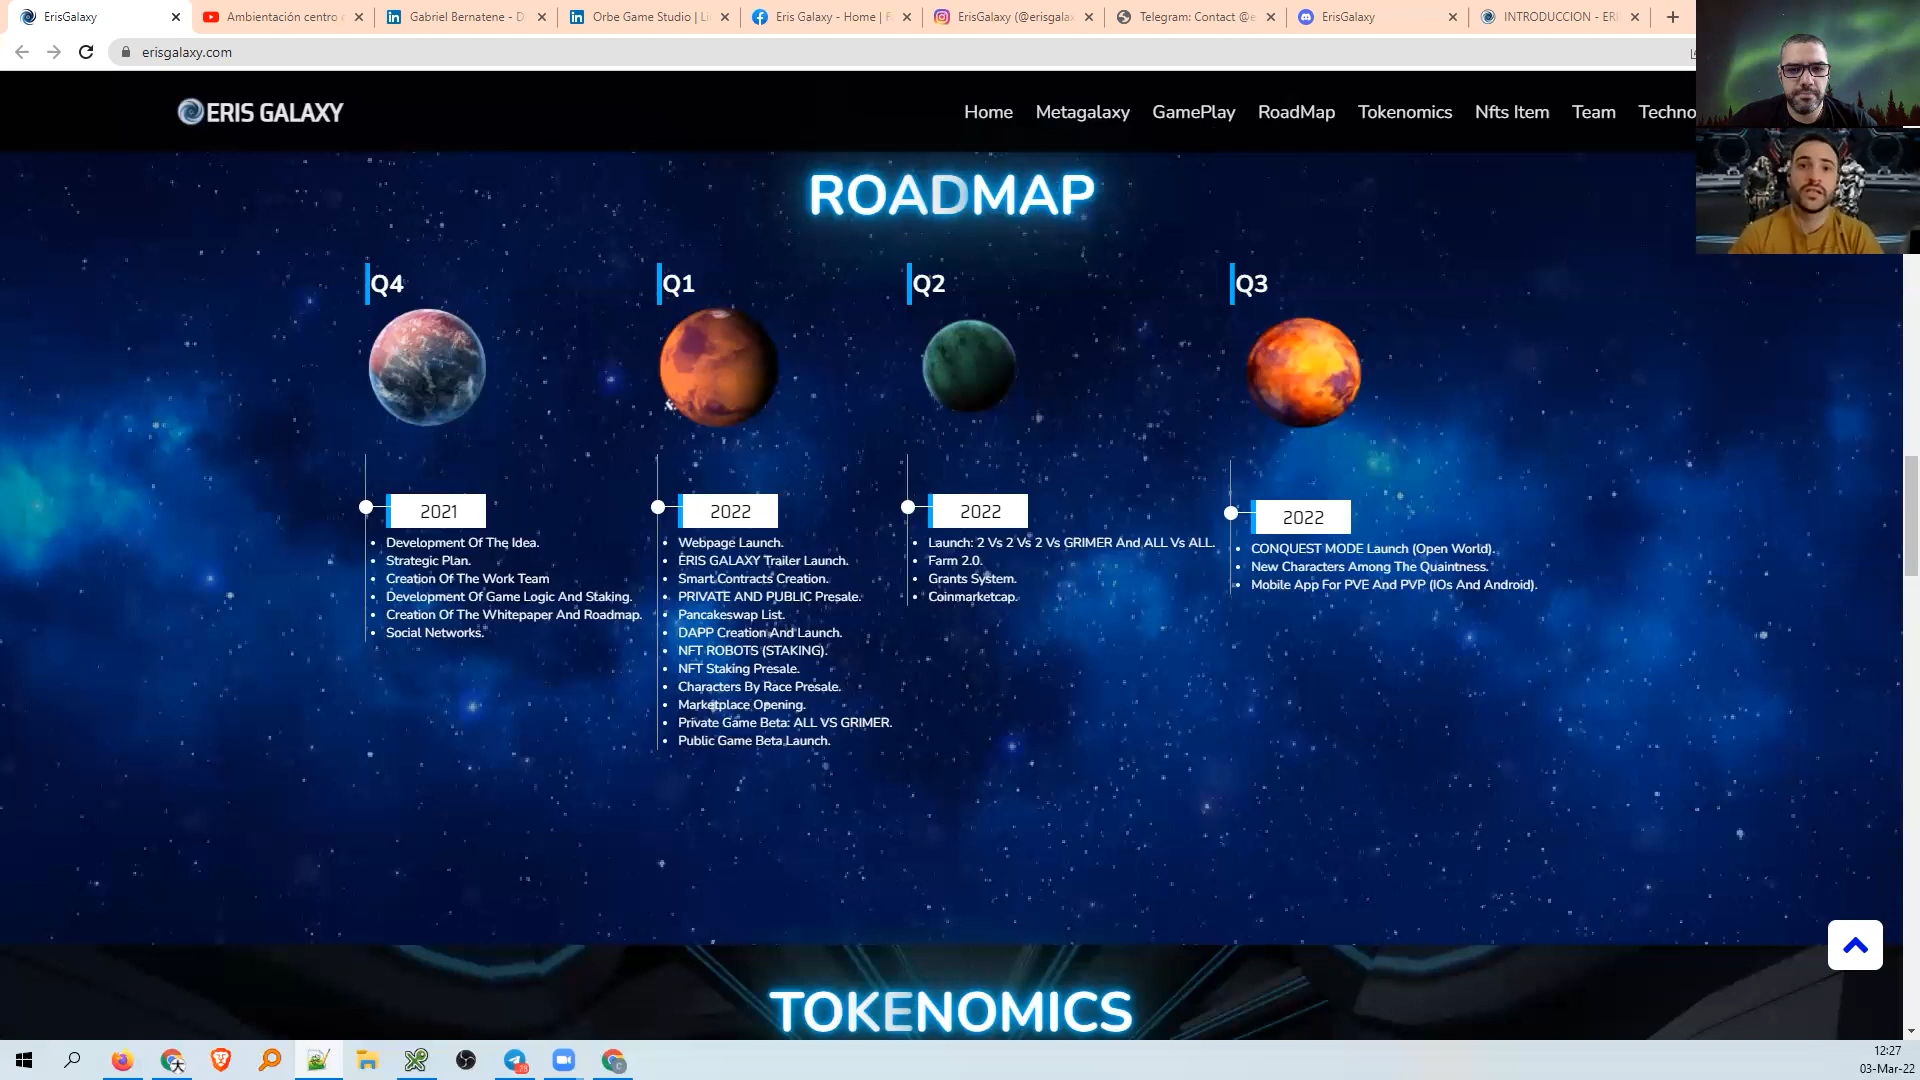 ErisGalaxy
Ambientación centro
Gabriel Bernatene - D
Orbe Game Studio | Li
Eris Galaxy - Home | F
ErisGalaxy (@erisgala
Telegram: Contact @e
ErisGalaxy
INTRODUCCION - ERI
erisgalaxy.com
ERIS GALAXY
Home
Metagalaxy
GamePlay
RoadMap
Tokenomics
Nfts Item
Team
Techno
ROADMAP
Q4
2021
Development Of The Idea.
Strategic Plan.
Creation Of The Work Team
Development Of Game Logic And Staking.
Creation Of The Whitepaper And Roadmap.
Social Networks.
Q1
2022
Webpage Launch.
ERIS GALAXY Trailer Launch.
Smart Contracts Creation.
PRIVATE AND PUBLIC Presale.
Pancakeswap List.
DAPP Creation And Launch.
NFT ROBOTS (STAKING).
NFT Staking Presale.
Characters By Race Presale.
Marketplace Opening.
Private Game Beta: ALL VS GRIMER.
Public Game Beta Launch.
Q2
2022
Launch: 2 Vs 2 Vs 2 Vs GRIMER And ALL Vs ALL.
Farm 2.0.
Grants System.
Coinmarketcap.
Q3
2022
CONQUEST MODE Launch (Open World).
New Characters Among The Quaintness.
Mobile App For PVE And PVP (IOs And Android).
TOKENOMICS
12:27
03-Mar-22